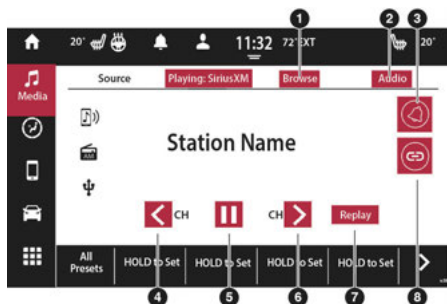 1 2 3
20° 11:32 72° EXT 20°
Media
Source Playing: SiriusXM Browse Audio
AM
Station Name
CH CH Replay
All Presets HOLD to Set HOLD to Set HOLD to Set HOLD to Set
4 5 6 7 8